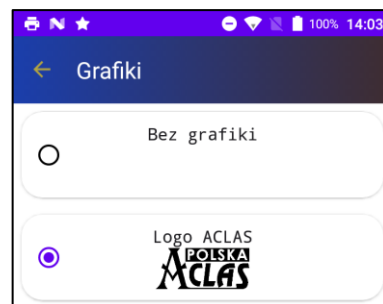 100% 14:03
Grafiki
Bez grafiki
Logo ACLAS
POLSKA
ACLAS